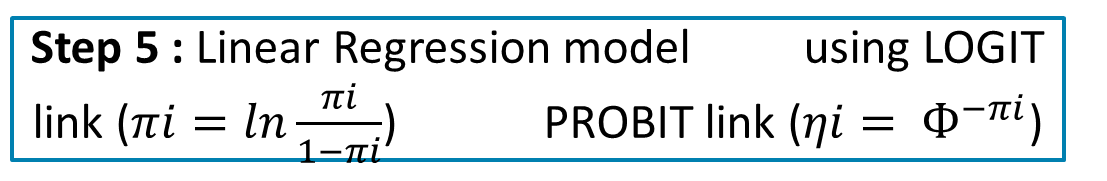 Step 5 : Linear Regression model using LOGIT
link (πi = ln πi/1−πi) PROBIT link (ηi = Φ^−πi)